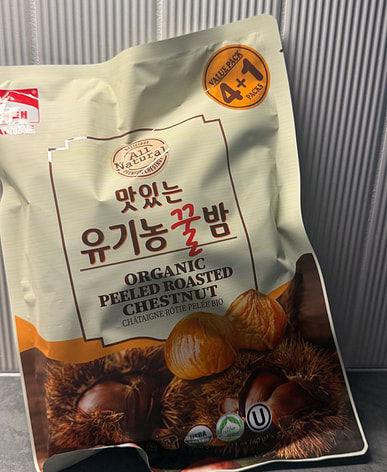 VALUE PACK
4+1
PACKS
All
Natural
맛있는
유기농 꿀밤
ORGANIC
PEELED ROASTED
CHESTNUT
CHÂTAIGNE RÔTIE PELÉE BIO
USDA
U